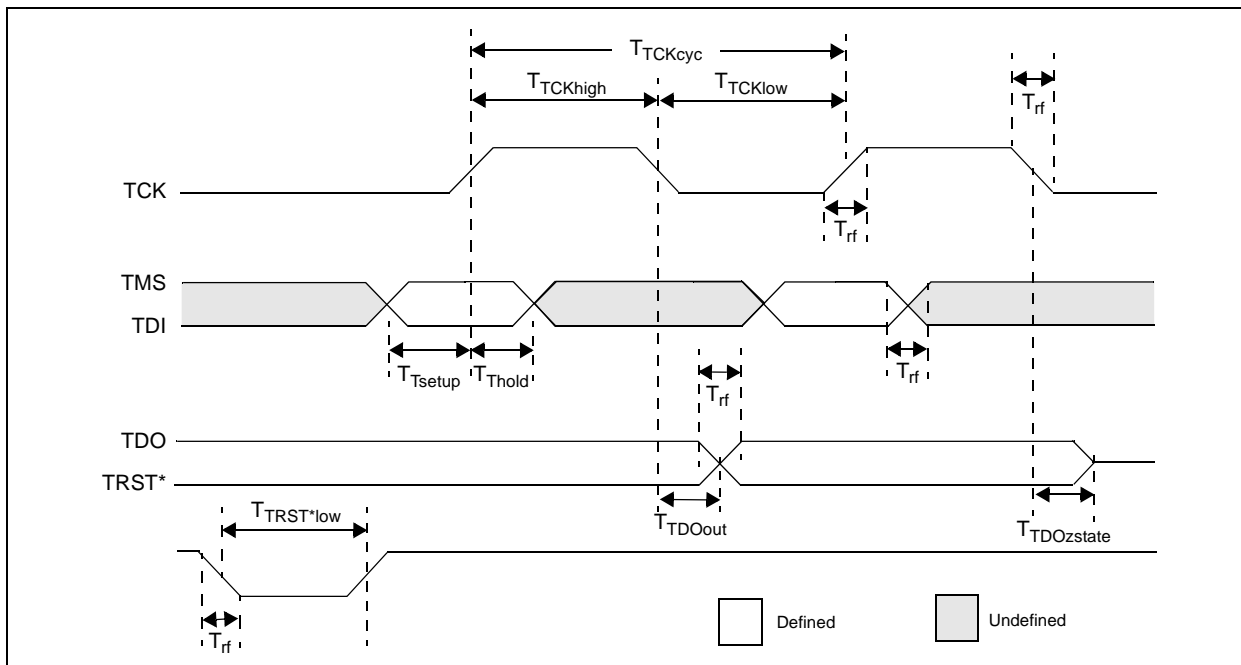 TTCKcyc
TTCKhigh
TTCKlow
Trf
TCK
Trf
TMS
TDI
TTsetup
TThold
Trf
Trf
TDO
TRST*
TTRST*low
TTDOout
TTDOzstate
Trf
Defined
Undefined